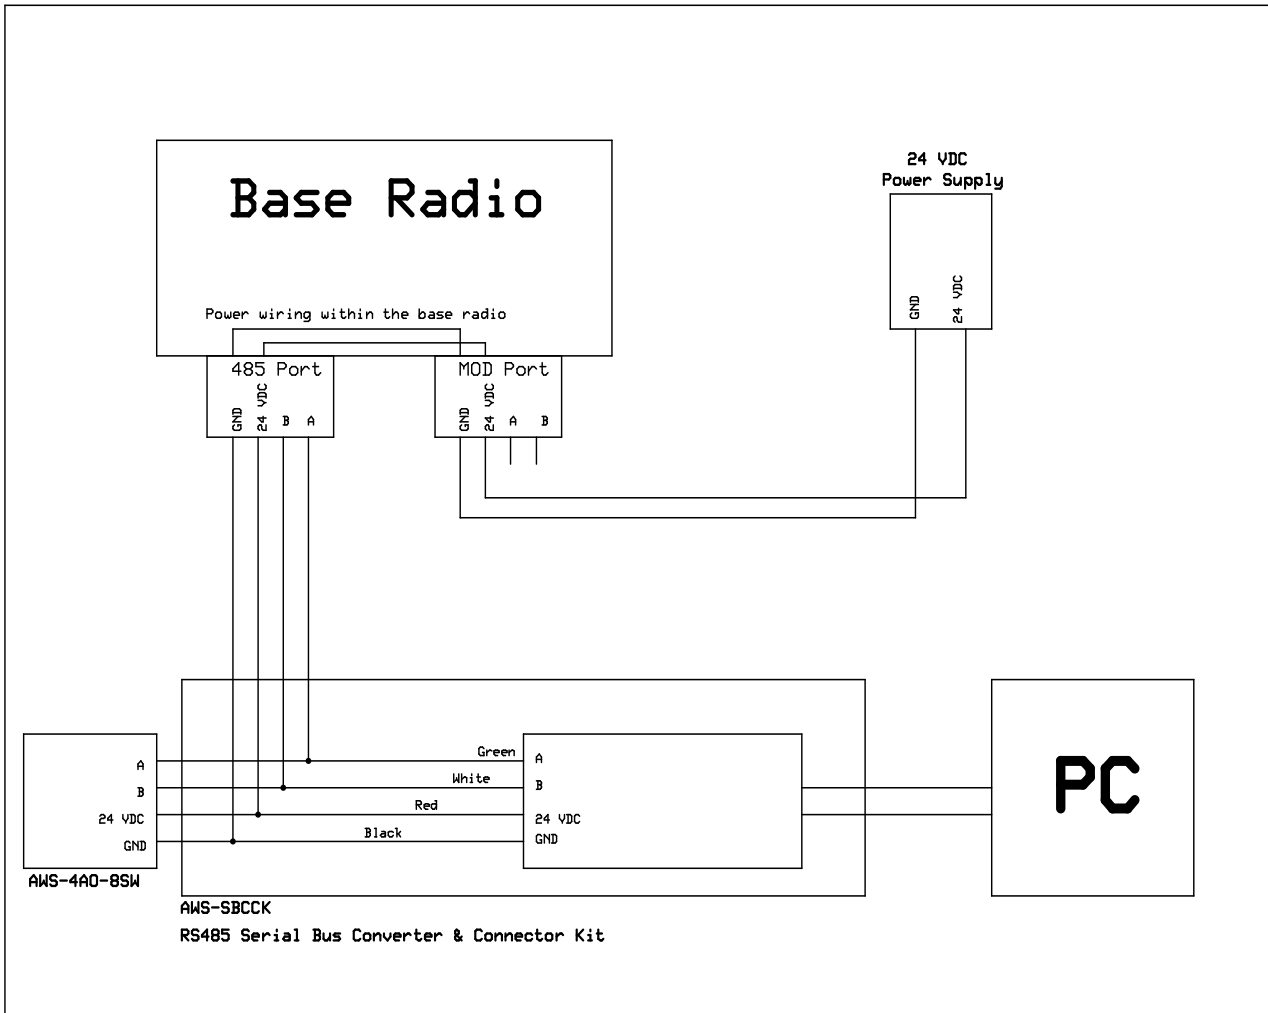 24 VDC
Power Supply
Base Radio
GND
24 VDC
Power wiring within the base radio
485 Port
GND
24 VDC
B
A
MOD Port
GND
24 VDC
A
B
A
B
24 VDC
GND
AWS-4AO-8SW
Green
White
Red
Black
A
B
24 VDC
GND
PC
AWS-SBCCK
RS485 Serial Bus Converter & Connector Kit